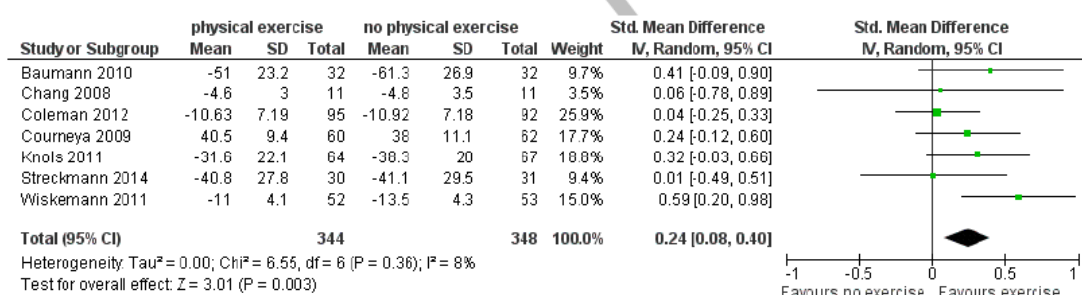 physical exercise no physical exercise Std. Mean Difference Std. Mean Difference
Study or Subgroup Mean SD Total Mean SD Total Weight IV, Random, 95% CI IV, Random, 95% CI
Baumann 2010 -51 23.2 32 -61.3 26.9 32 9.7% 0.41 [-0.09, 0.90]
Chang 2008 -4.6 3 11 -4.8 3.5 11 3.5% 0.06 [-0.78, 0.89]
Coleman 2012 -10.63 7.19 95 -10.92 7.18 92 25.9% 0.04 [-0.25, 0.33]
Courneya 2009 40.5 9.4 60 38 11.1 62 17.7% 0.24 [-0.12, 0.60]
Knols 2011 -31.6 22.1 64 -38.3 20 67 18.8% 0.32 [-0.03, 0.66]
Streckmann 2014 -40.8 27.8 30 -41.1 29.5 31 9.4% 0.01 [-0.49, 0.51]
Wiskemann 2011 -11 4.1 52 -13.5 4.3 53 15.0% 0.59 [0.20, 0.98]
Total (95% CI) 344 348 100.0% 0.24 [0.08, 0.40]
Heterogeneity: Tau² = 0.00; Chi² = 6.55, df = 6 (P = 0.36); I² = 8%
Test for overall effect: Z = 3.01 (P = 0.003)
-1 -0.5 0 0.5 1
Favours no exercise Favours exercise